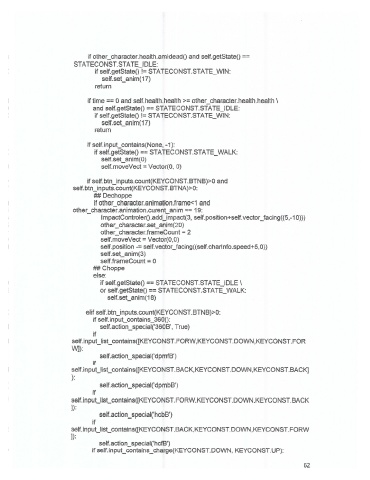 if other_character.health.amidead() and self.getState() ==
STATECONST.STATE_IDLE:
if self.getState() != STATECONST.STATE_WIN:
self.set_anim(17)
return
if time == 0 and self.health.health >= other_character.health.health \
and self.getState() == STATECONST.STATE_IDLE:
if self.getState() != STATECONST.STATE_WIN:
self.set_anim(17)
return
if self.input_contains(None, -1):
if self.getState() == STATECONST.STATE_WALK:
self.set_anim(0)
self.moveVect = Vector(0, 0)
if self.btn_inputs.count(KEYCONST.BTNB)>0 and
self.btn_inputs.count(KEYCONST.BTNA)>0:
## Dechoppe
if other_character.animation.frame<1 and
other_character.animation.curent_anim == 19:
ImpactControler().add_impact(3, self.position+self.vector_facing((5,-10)))
other_character.set_anim(20)
other_character.frameCount = 2
self.moveVect = Vector(0,0)
self.position -= self.vector_facing((self.charinfo.speed+5,0))
self.set_anim(3)
self.frameCount = 0
## Choppe
else:
if self.getState() == STATECONST.STATE_IDLE \
or self.getState() == STATECONST.STATE_WALK:
self.set_anim(18)
elif self.btn_inputs.count(KEYCONST.BTNB)>0:
if self.input_contains_360():
self.action_special('360B', True)
if
self.input_list_contains([KEYCONST.FORW,KEYCONST.DOWN,KEYCONST.FOR
W]):
self.action_special('dpmfB')
if
self.input_list_contains([KEYCONST.BACK,KEYCONST.DOWN,KEYCONST.BACK]
):
self.action_special('dpmbB')
if
self.input_list_contains([KEYCONST.FORW,KEYCONST.DOWN,KEYCONST.BACK
]):
self.action_special('hcbB')
if
self.input_list_contains([KEYCONST.BACK,KEYCONST.DOWN,KEYCONST.FORW
]):
self.action_special('hcfB')
if self.input_contains_charge(KEYCONST.DOWN, KEYCONST.UP):
62